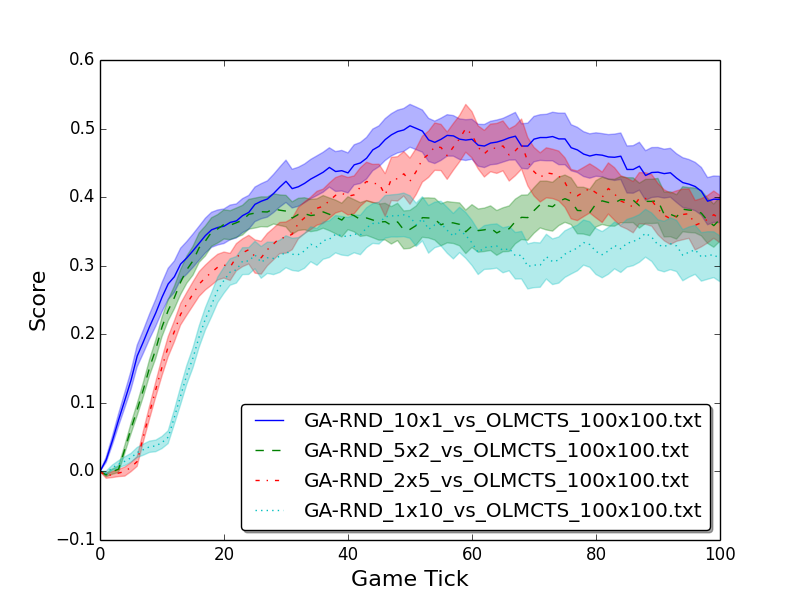 0.6
0.5
0.4
0.3
0.2
0.1
0.0
−0.1
Score
GA-RND_10x1_vs_OLMCTS_100x100.txt
GA-RND_5x2_vs_OLMCTS_100x100.txt
GA-RND_2x5_vs_OLMCTS_100x100.txt
GA-RND_1x10_vs_OLMCTS_100x100.txt
0 20 40 60 80 100
Game Tick